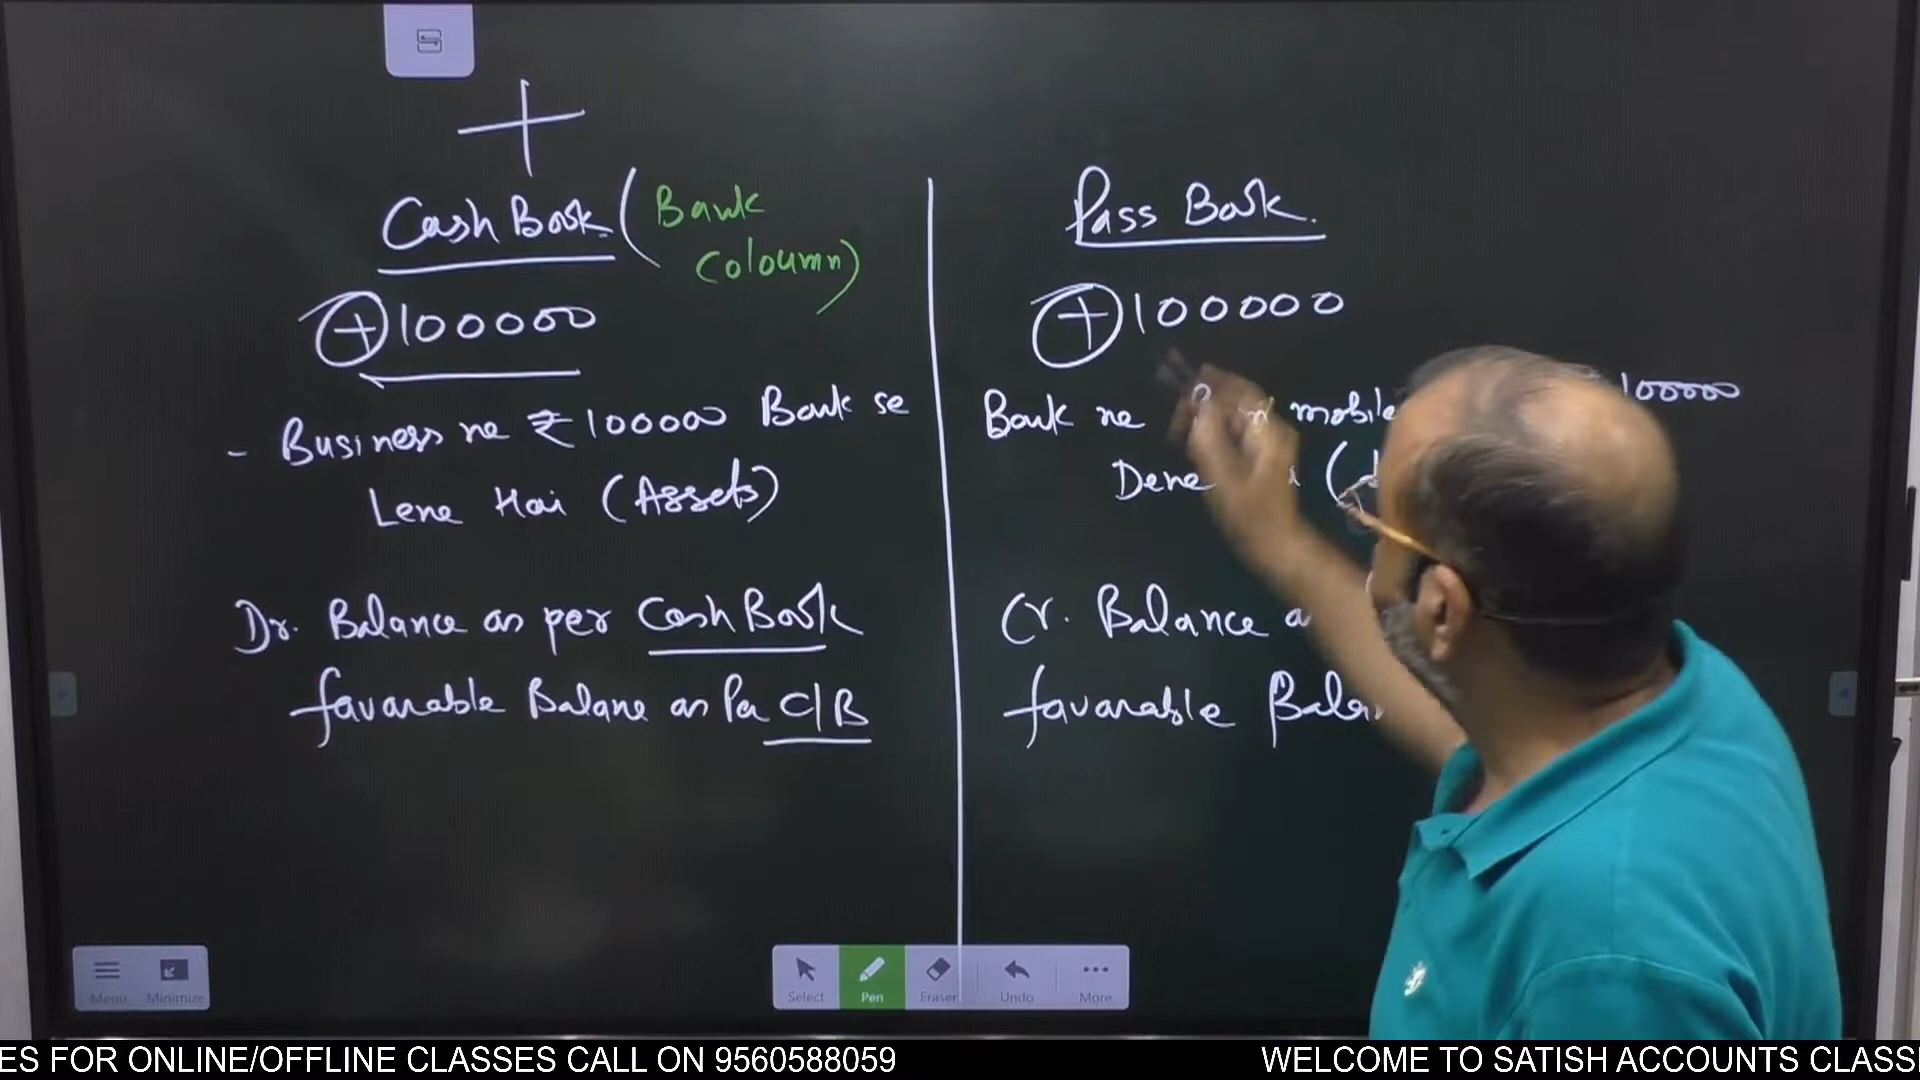 Cash Book (Bank Coloumn)
+ 100000
- Business ne ₹ 100000 Bank se
Lene Hai (Assets)
Dr. Balance as per Cash Book
favarable Balane as Per C/B
Pass Book.
+ 100000
Bank ne mobile 100000
Dene
Cr. Balance
favarable
Menu
Minimize
Select
Pen
Eraser
Undo
More
ES FOR ONLINE/OFFLINE CLASSES CALL ON 9560588059
WELCOME TO SATISH ACCOUNTS CLASS